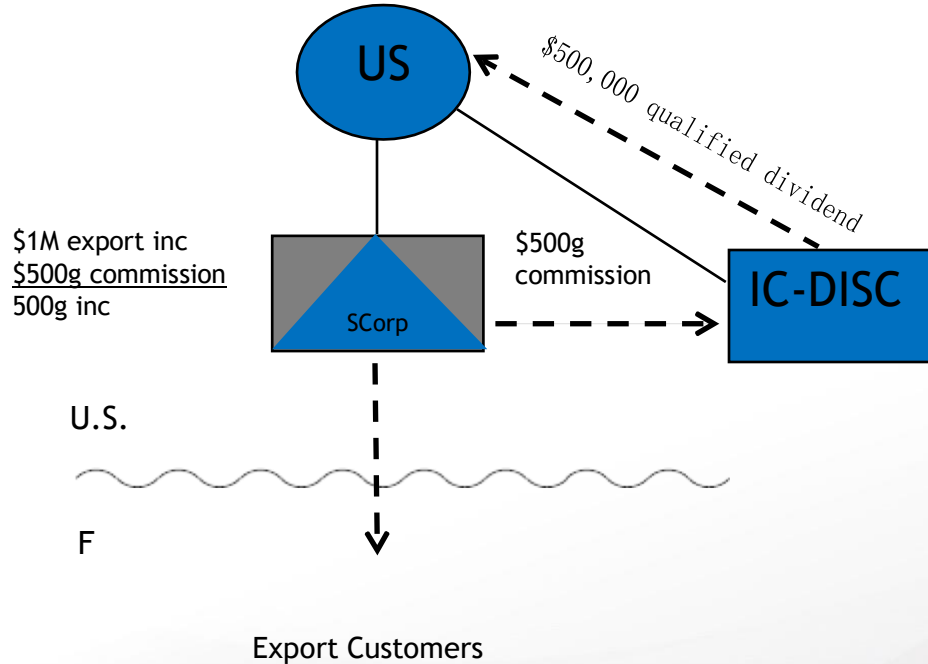 US
$500,000 qualified dividend
$1M export inc
$500g commission
500g inc
SCorp
$500g
commission
IC-DISC
U.S.
F
Export Customers